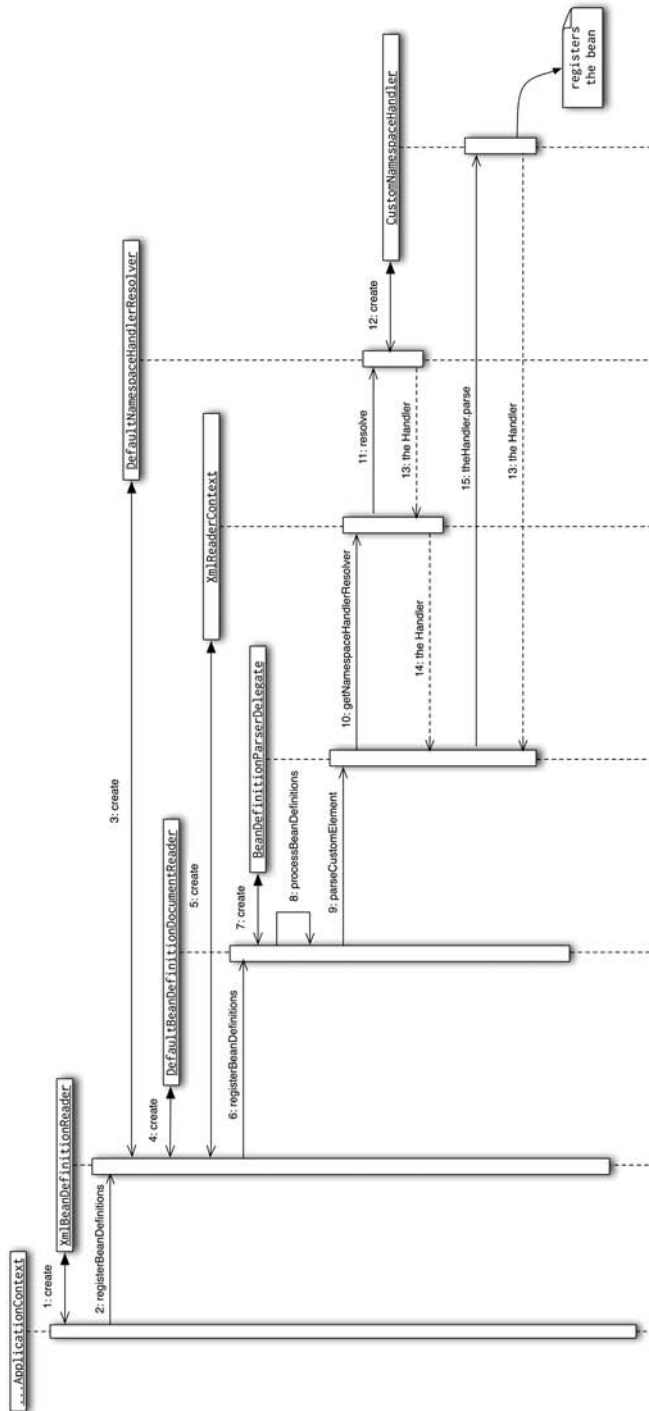 ...ApplicationContext
1: create
XmlBeanDefinitionReader
2: registerBeanDefinitions
3: create
DefaultNamespaceHandlerResolver
4: create
DefaultBeanDefinitionDocumentReader
5: create
XmlReaderContext
6: registerBeanDefinitions
7: create
BeanDefinitionParserDelegate
8: processBeanDefinitions
9: parseCustomElement
10: getNamespaceHandlerResolver
11: resolve
12: create
CustomNamespaceHandler
13: the Handler
14: the Handler
15: theHandler.parse
13: the Handler
registers
the bean